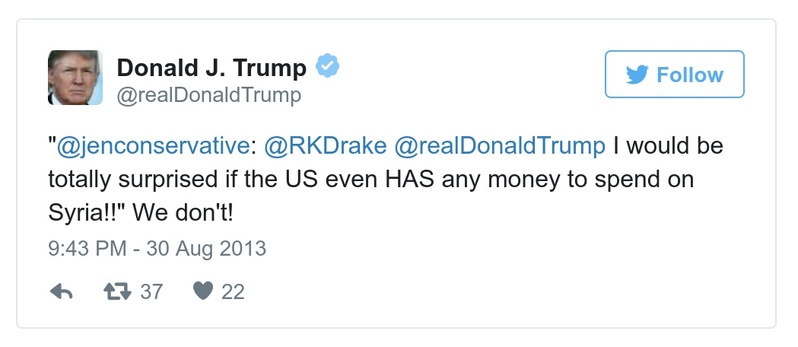 Donald J. Trump
@realDonaldTrump
Follow
"@jenconservative: @RKDrake @realDonaldTrump I would be
totally surprised if the US even HAS any money to spend on
Syria!!" We don't!
9:43 PM - 30 Aug 2013
37 22